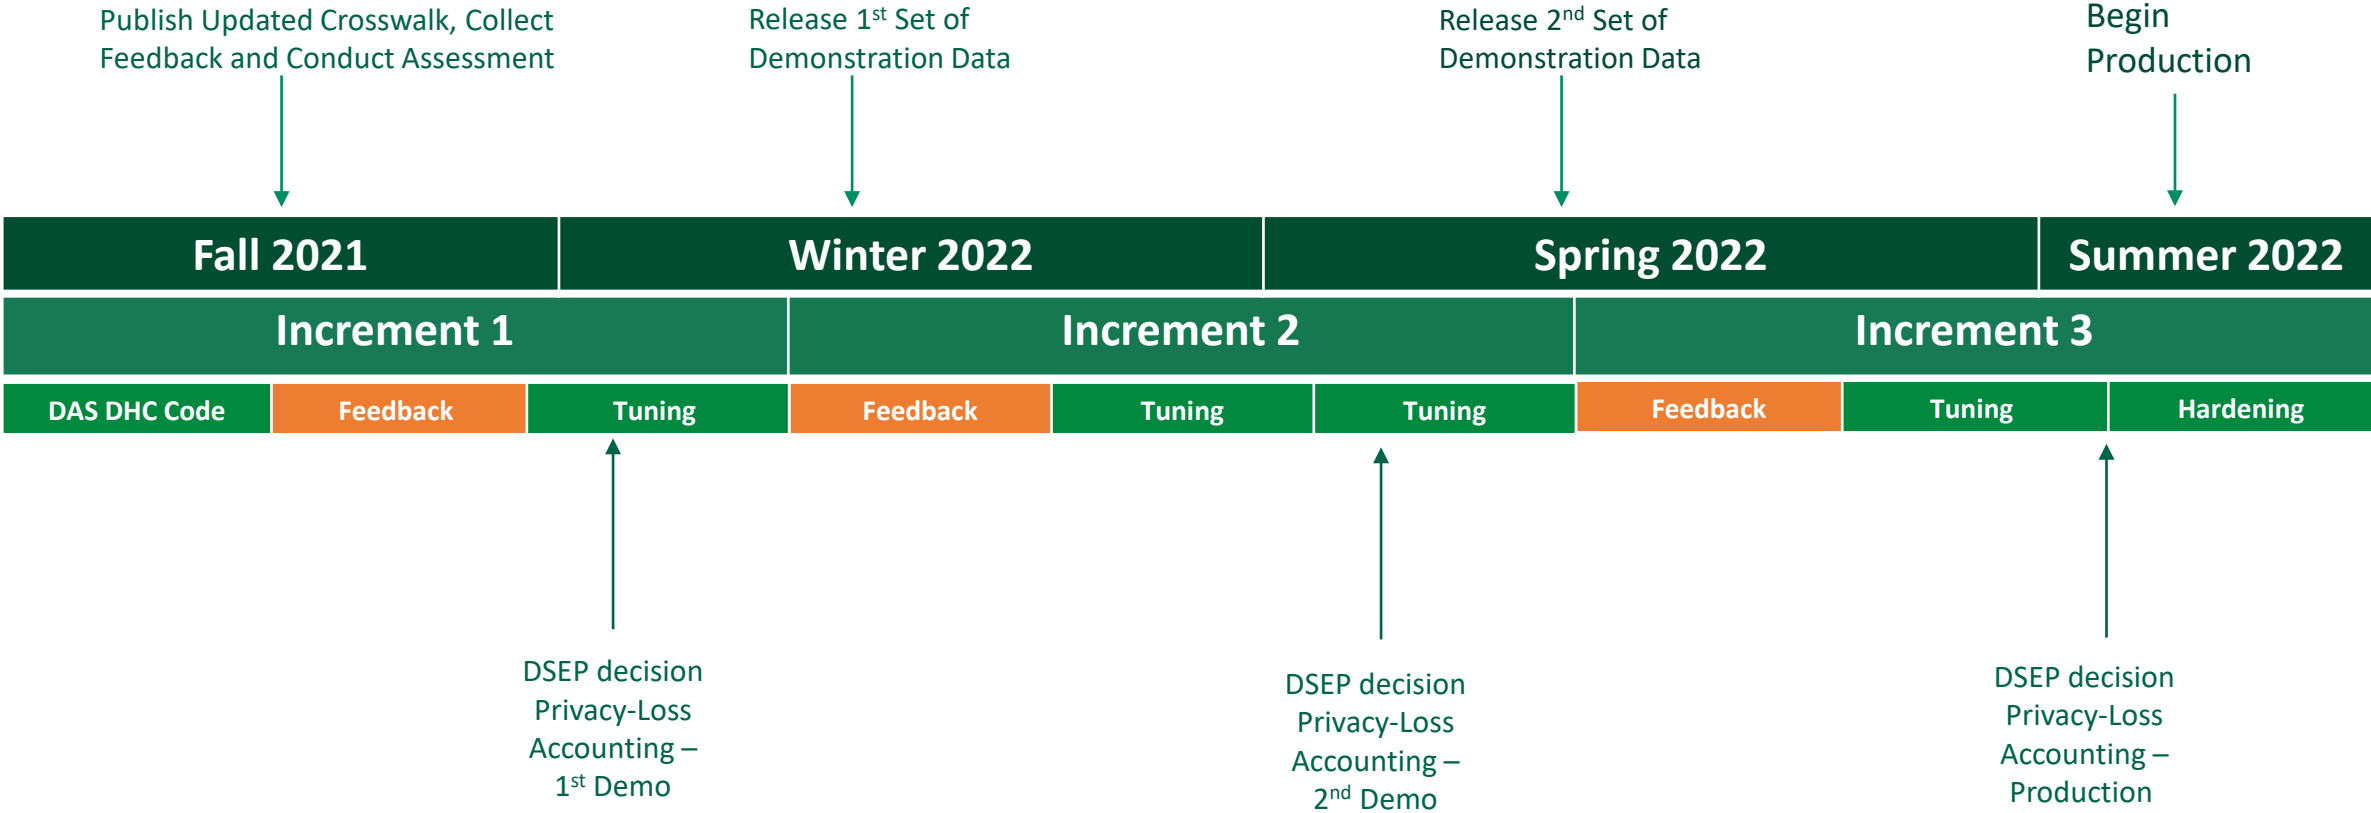 Publish Updated Crosswalk, Collect
Feedback and Conduct Assessment
Release 1st Set of
Demonstration Data
Release 2nd Set of
Demonstration Data
Begin
Production
Fall 2021
Winter 2022
Spring 2022
Summer 2022
Increment 1
Increment 2
Increment 3
DAS DHC Code
Feedback
Tuning
Feedback
Tuning
Tuning
Feedback
Tuning
Hardening
DSEP decision
Privacy-Loss
Accounting –
1st Demo
DSEP decision
Privacy-Loss
Accounting –
2nd Demo
DSEP decision
Privacy-Loss
Accounting –
Production